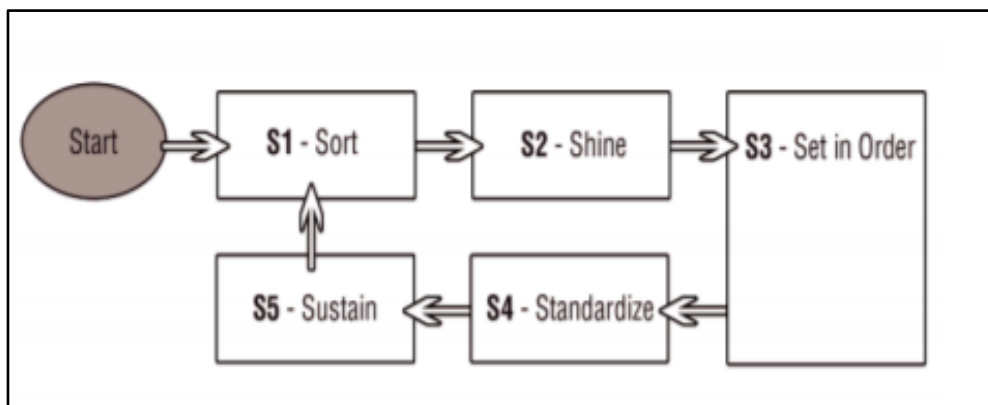 Start
S1 - Sort
S2 - Shine
S3 - Set in Order
S4 - Standardize
S5 - Sustain